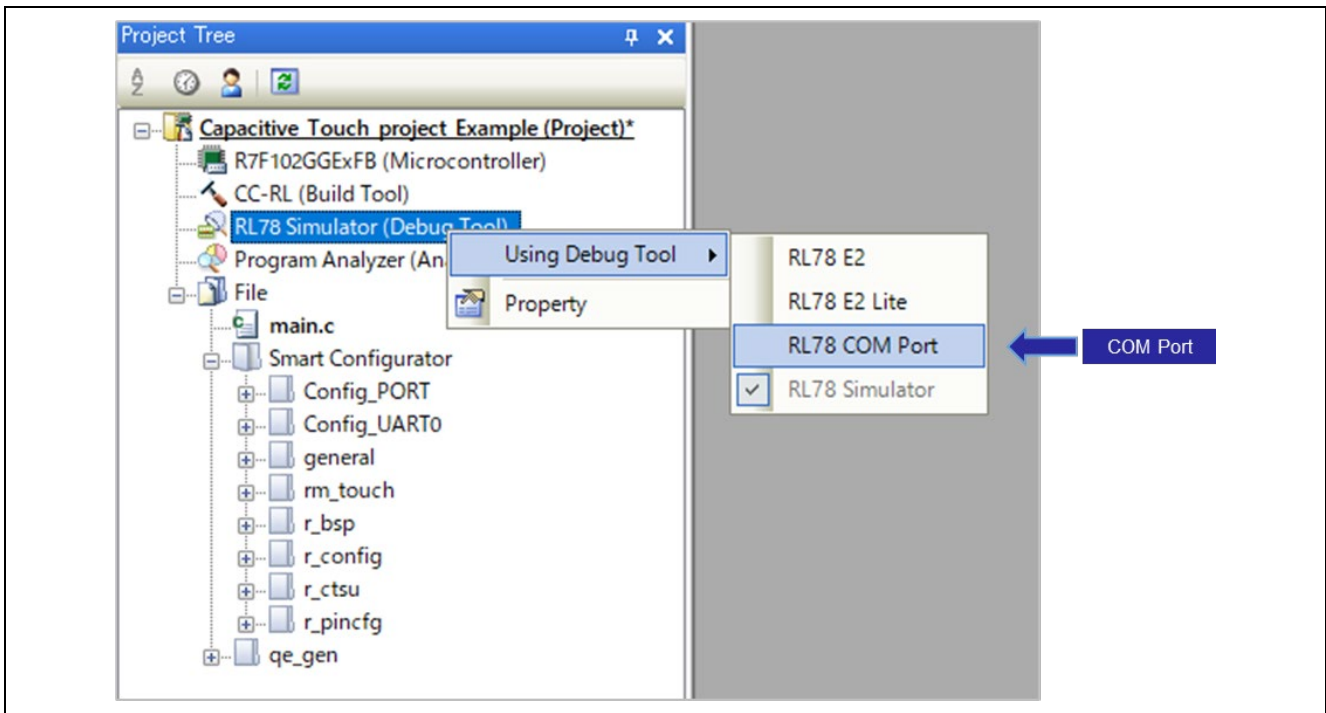 Project Tree
Capacitive Touch project Example (Project)*
R7F102GGExFB (Microcontroller)
CC-RL (Build Tool)
RL78 Simulator (Debug Tool)
Using Debug Tool
RL78 E2
Program Analyzer (An
Property
RL78 E2 Lite
File
RL78 COM Port
COM Port
main.c
Smart Configurator
RL78 Simulator
Config_PORT
Config_UART0
general
rm_touch
r_bsp
r_config
r_ctsu
r_pincfg
qe_gen